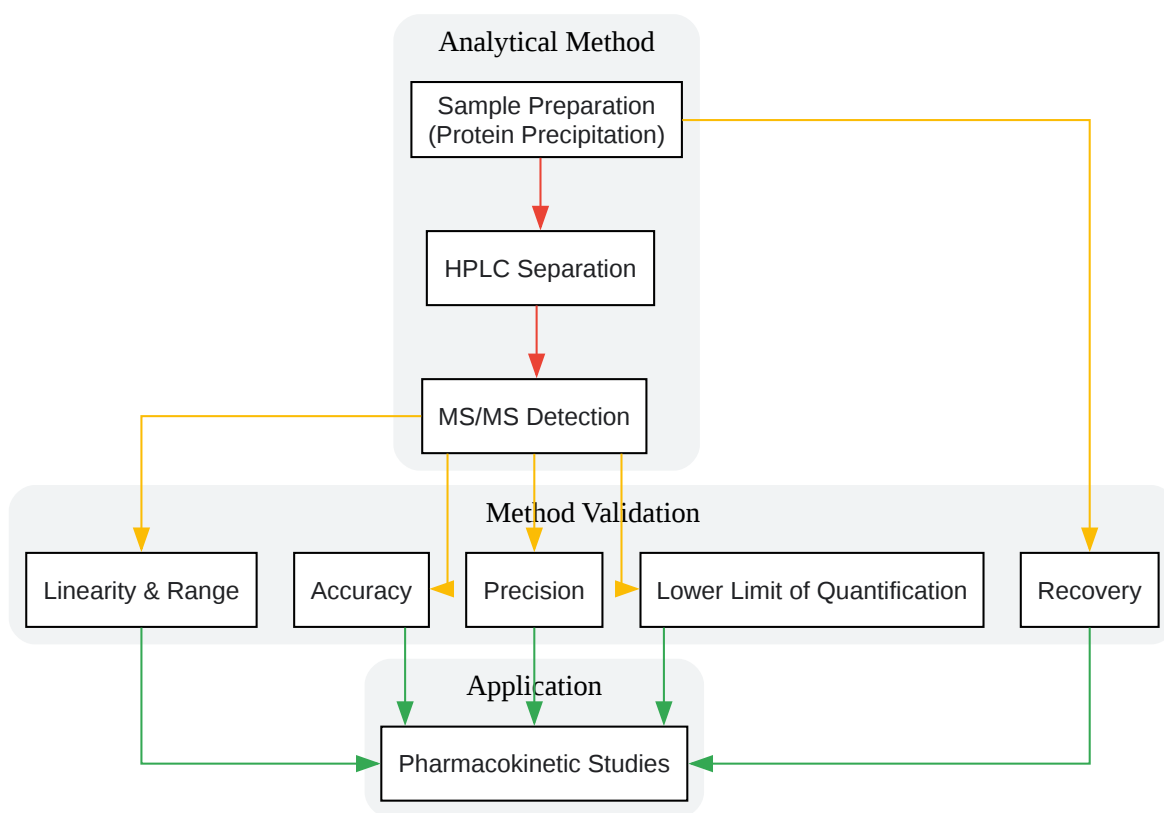 Analytical Method
Sample Preparation
(Protein Precipitation)
HPLC Separation
MS/MS Detection
Method Validation
Linearity & Range
Accuracy
Precision
Lower Limit of Quantification
Recovery
Application
Pharmacokinetic Studies